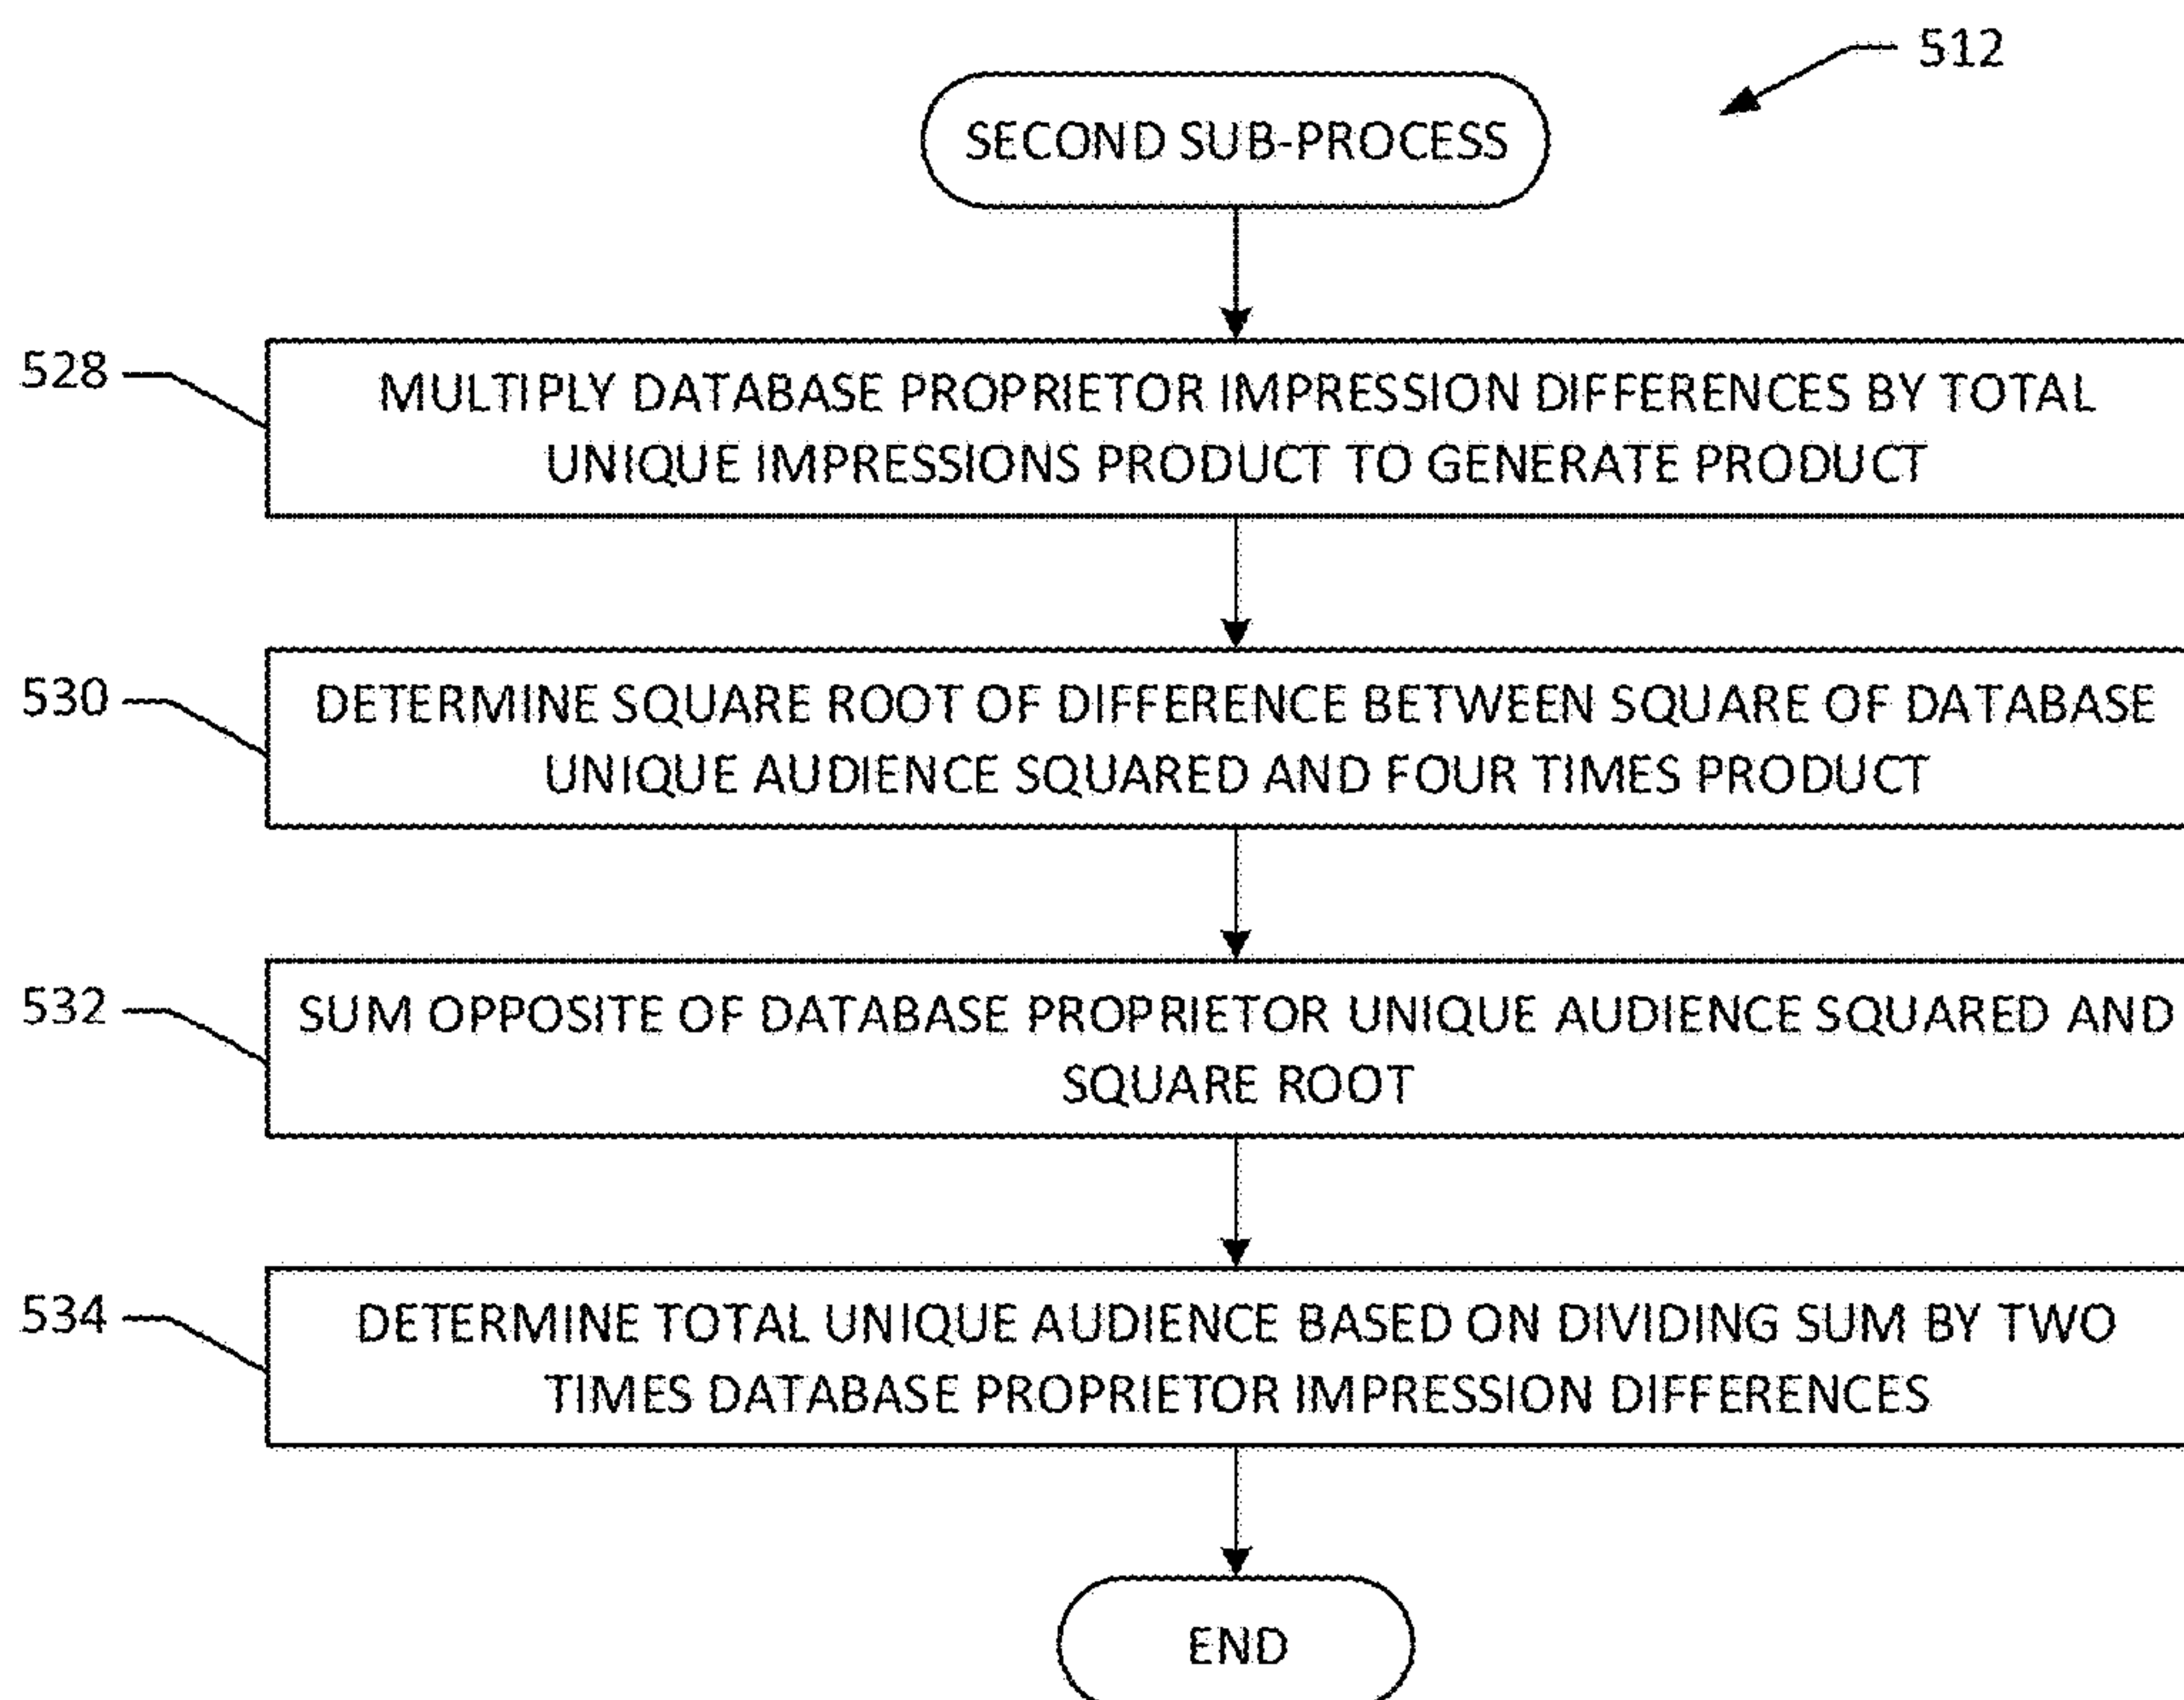 512
SECOND SUB-PROCESS
528
MULTIPLY DATABASE PROPRIETOR IMPRESSION DIFFERENCES BY TOTAL
UNIQUE IMPRESSIONS PRODUCT TO GENERATE PRODUCT
530
DETERMINE SQUARE ROOT OF DIFFERENCE BETWEEN SQUARE OF DATABASE
UNIQUE AUDIENCE SQUARED AND FOUR TIMES PRODUCT
532
SUM OPPOSITE OF DATABASE PROPRIETOR UNIQUE AUDIENCE SQUARED AND
SQUARE ROOT
534
DETERMINE TOTAL UNIQUE AUDIENCE BASED ON DIVIDING SUM BY TWO
TIMES DATABASE PROPRIETOR IMPRESSION DIFFERENCES
END